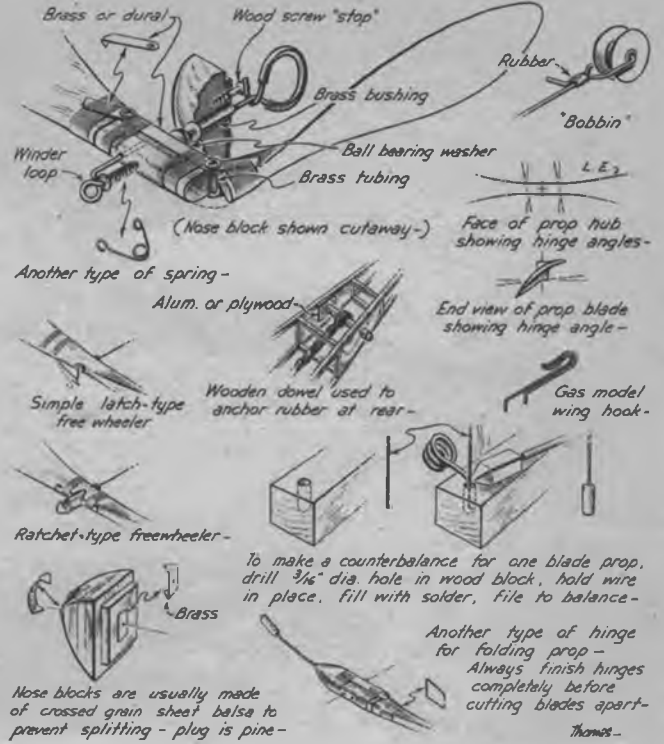 Brass or dural
Wood screw "stop"
Rubber
"Bobbin"
Brass bushing
Ball bearing washer
Brass tubing
Winder
loop
(Nose block shown cutaway-)
L.E.
Face of prop hub
showing hinge angles-
Another type of spring-
Alum. or plywood-
End view of prop blade
showing hinge angle-
Simple latch-type
free wheeler
Wooden dowel used to
anchor rubber at rear-
Gas model
wing hook-
Ratchet-type freewheeler-
To make a counterbalance for one blade prop,
drill 3/16" dia. hole in wood block, hold wire
in place, fill with solder, file to balance-
Brass
Another type of hinge
for folding prop-
Always finish hinges
completely before
cutting blades apart-
Nose blocks are usually made
of crossed grain sheet balsa to
prevent splitting - plug is pine-
Thomas-